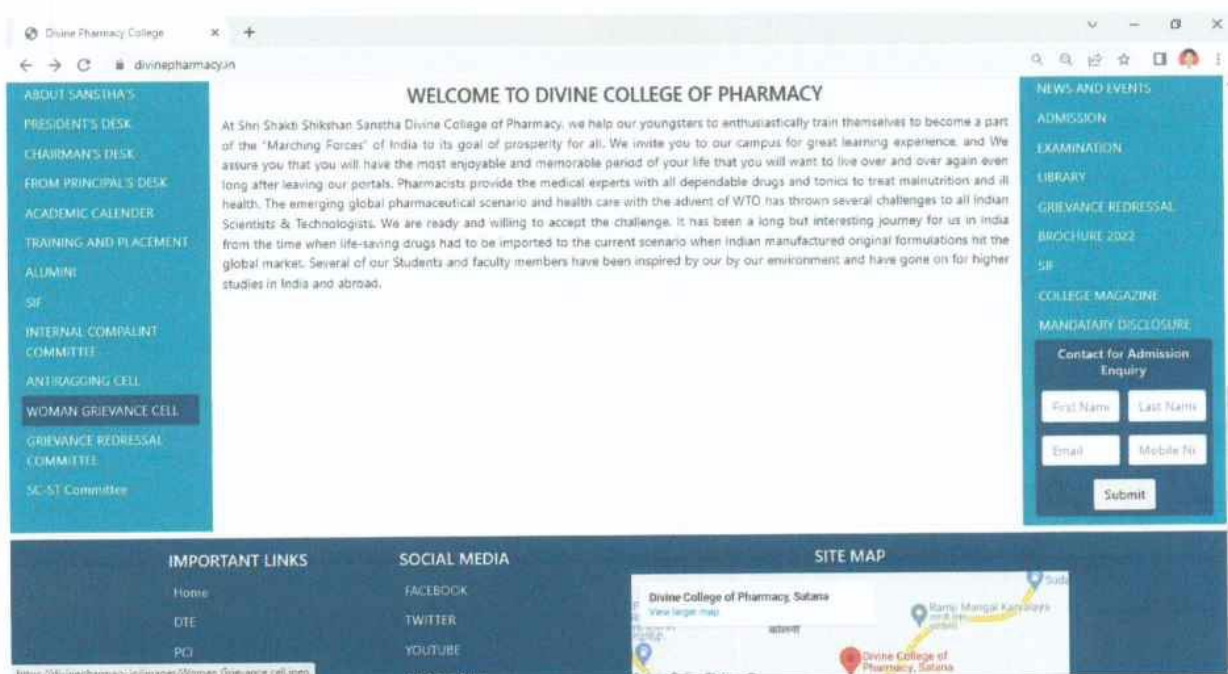 Divine Pharmacy College
divinepharmacy.in
ABOUT SANSTHA'S
PRESIDENT'S DESK
CHAIRMAN'S DESK
FROM PRINCIPAL'S DESK
ACADEMIC CALENDER
TRAINING AND PLACEMENT
ALUMINI
SIF
INTERNAL COMPALINT
COMMITTEE
ANTIRAGGING CELL
WOMAN GRIEVANCE CELL
GRIEVANCE REDRESSAL
COMMITTEE
SC-ST Committee
WELCOME TO DIVINE COLLEGE OF PHARMACY
At Shri Shakti Shikshan Sanstha Divine College of Pharmacy, we help our youngsters to enthusiastically train themselves to become a part
of the "Marching Forces" of India to its goal of prosperity for all. We invite you to our campus for great learning experience, and We
assure you that you will have the most enjoyable and memorable period of your life that you will want to live over and over again even
long after leaving our portals. Pharmacists provide the medical experts with all dependable drugs and tonics to treat malnutrition and ill
health. The emerging global pharmaceutical scenario and health care with the advent of WTO has thrown several challenges to all Indian
Scientists & Technologists. We are ready and willing to accept the challenge. It has been a long but interesting journey for us in India
from the time when life-saving drugs had to be imported to the current scenario when Indian manufactured original formulations hit the
global market. Several of our Students and faculty members have been inspired by our by our environment and have gone on for higher
studies in India and abroad.
NEWS AND EVENTS
ADMISSION
EXAMINATION
LIBRARY
GRIEVANCE REDRESSAL
BROCHURE 2022
SIF
COLLEGE MAGAZINE
MANDATARY DISCLOSURE
Contact for Admission
Enquiry
First Name Last Name
Email Mobile
Submit
IMPORTANT LINKS
Home
DTE
PCI
SOCIAL MEDIA
FACEBOOK
TWITTER
YOUTUBE
SITE MAP
Divine College of Pharmacy, Satana
View larger map
Ramji Mangal Karyalaya
Divine College of
Pharmacy, Satana